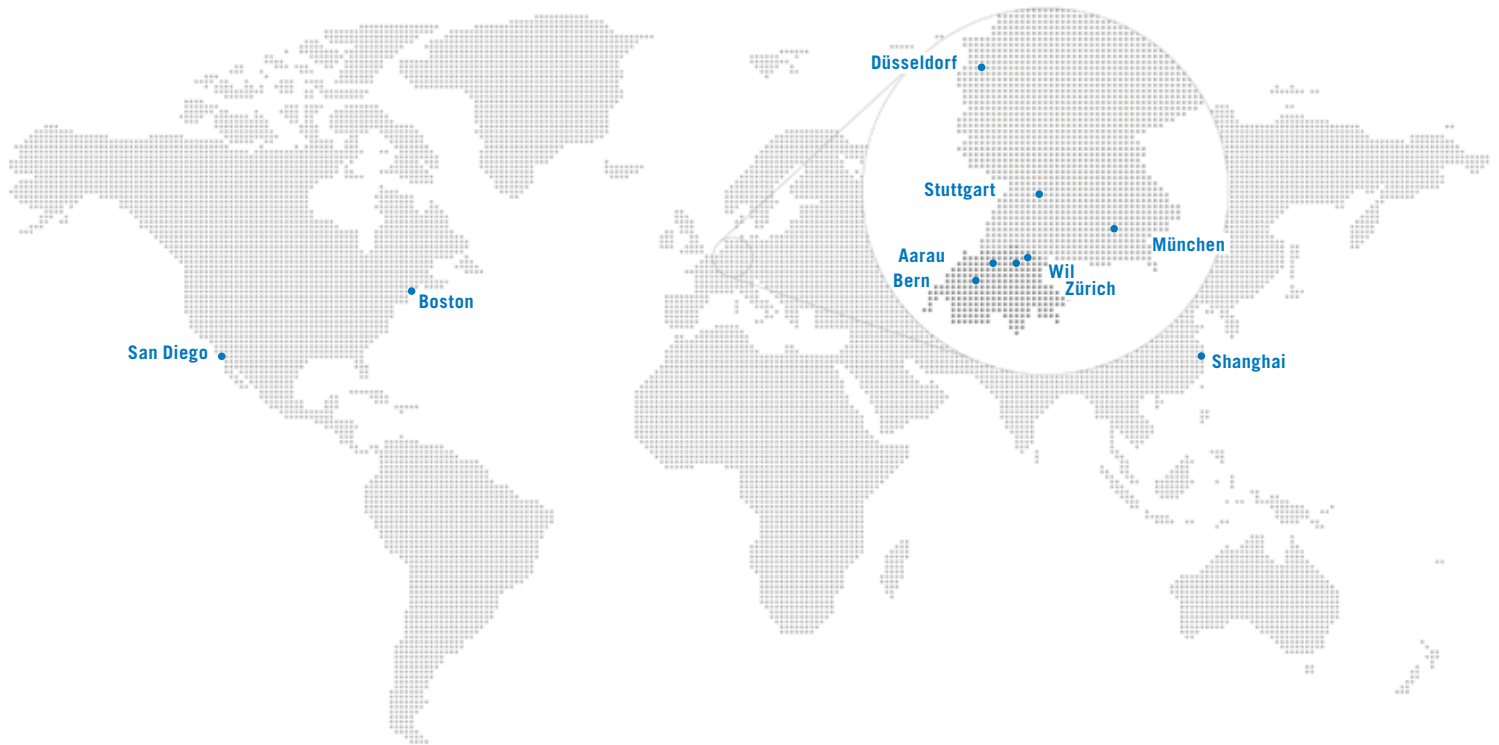 Düsseldorf
Stuttgart
München
Aarau
Wil
Bern
Zürich
Boston
San Diego
Shanghai